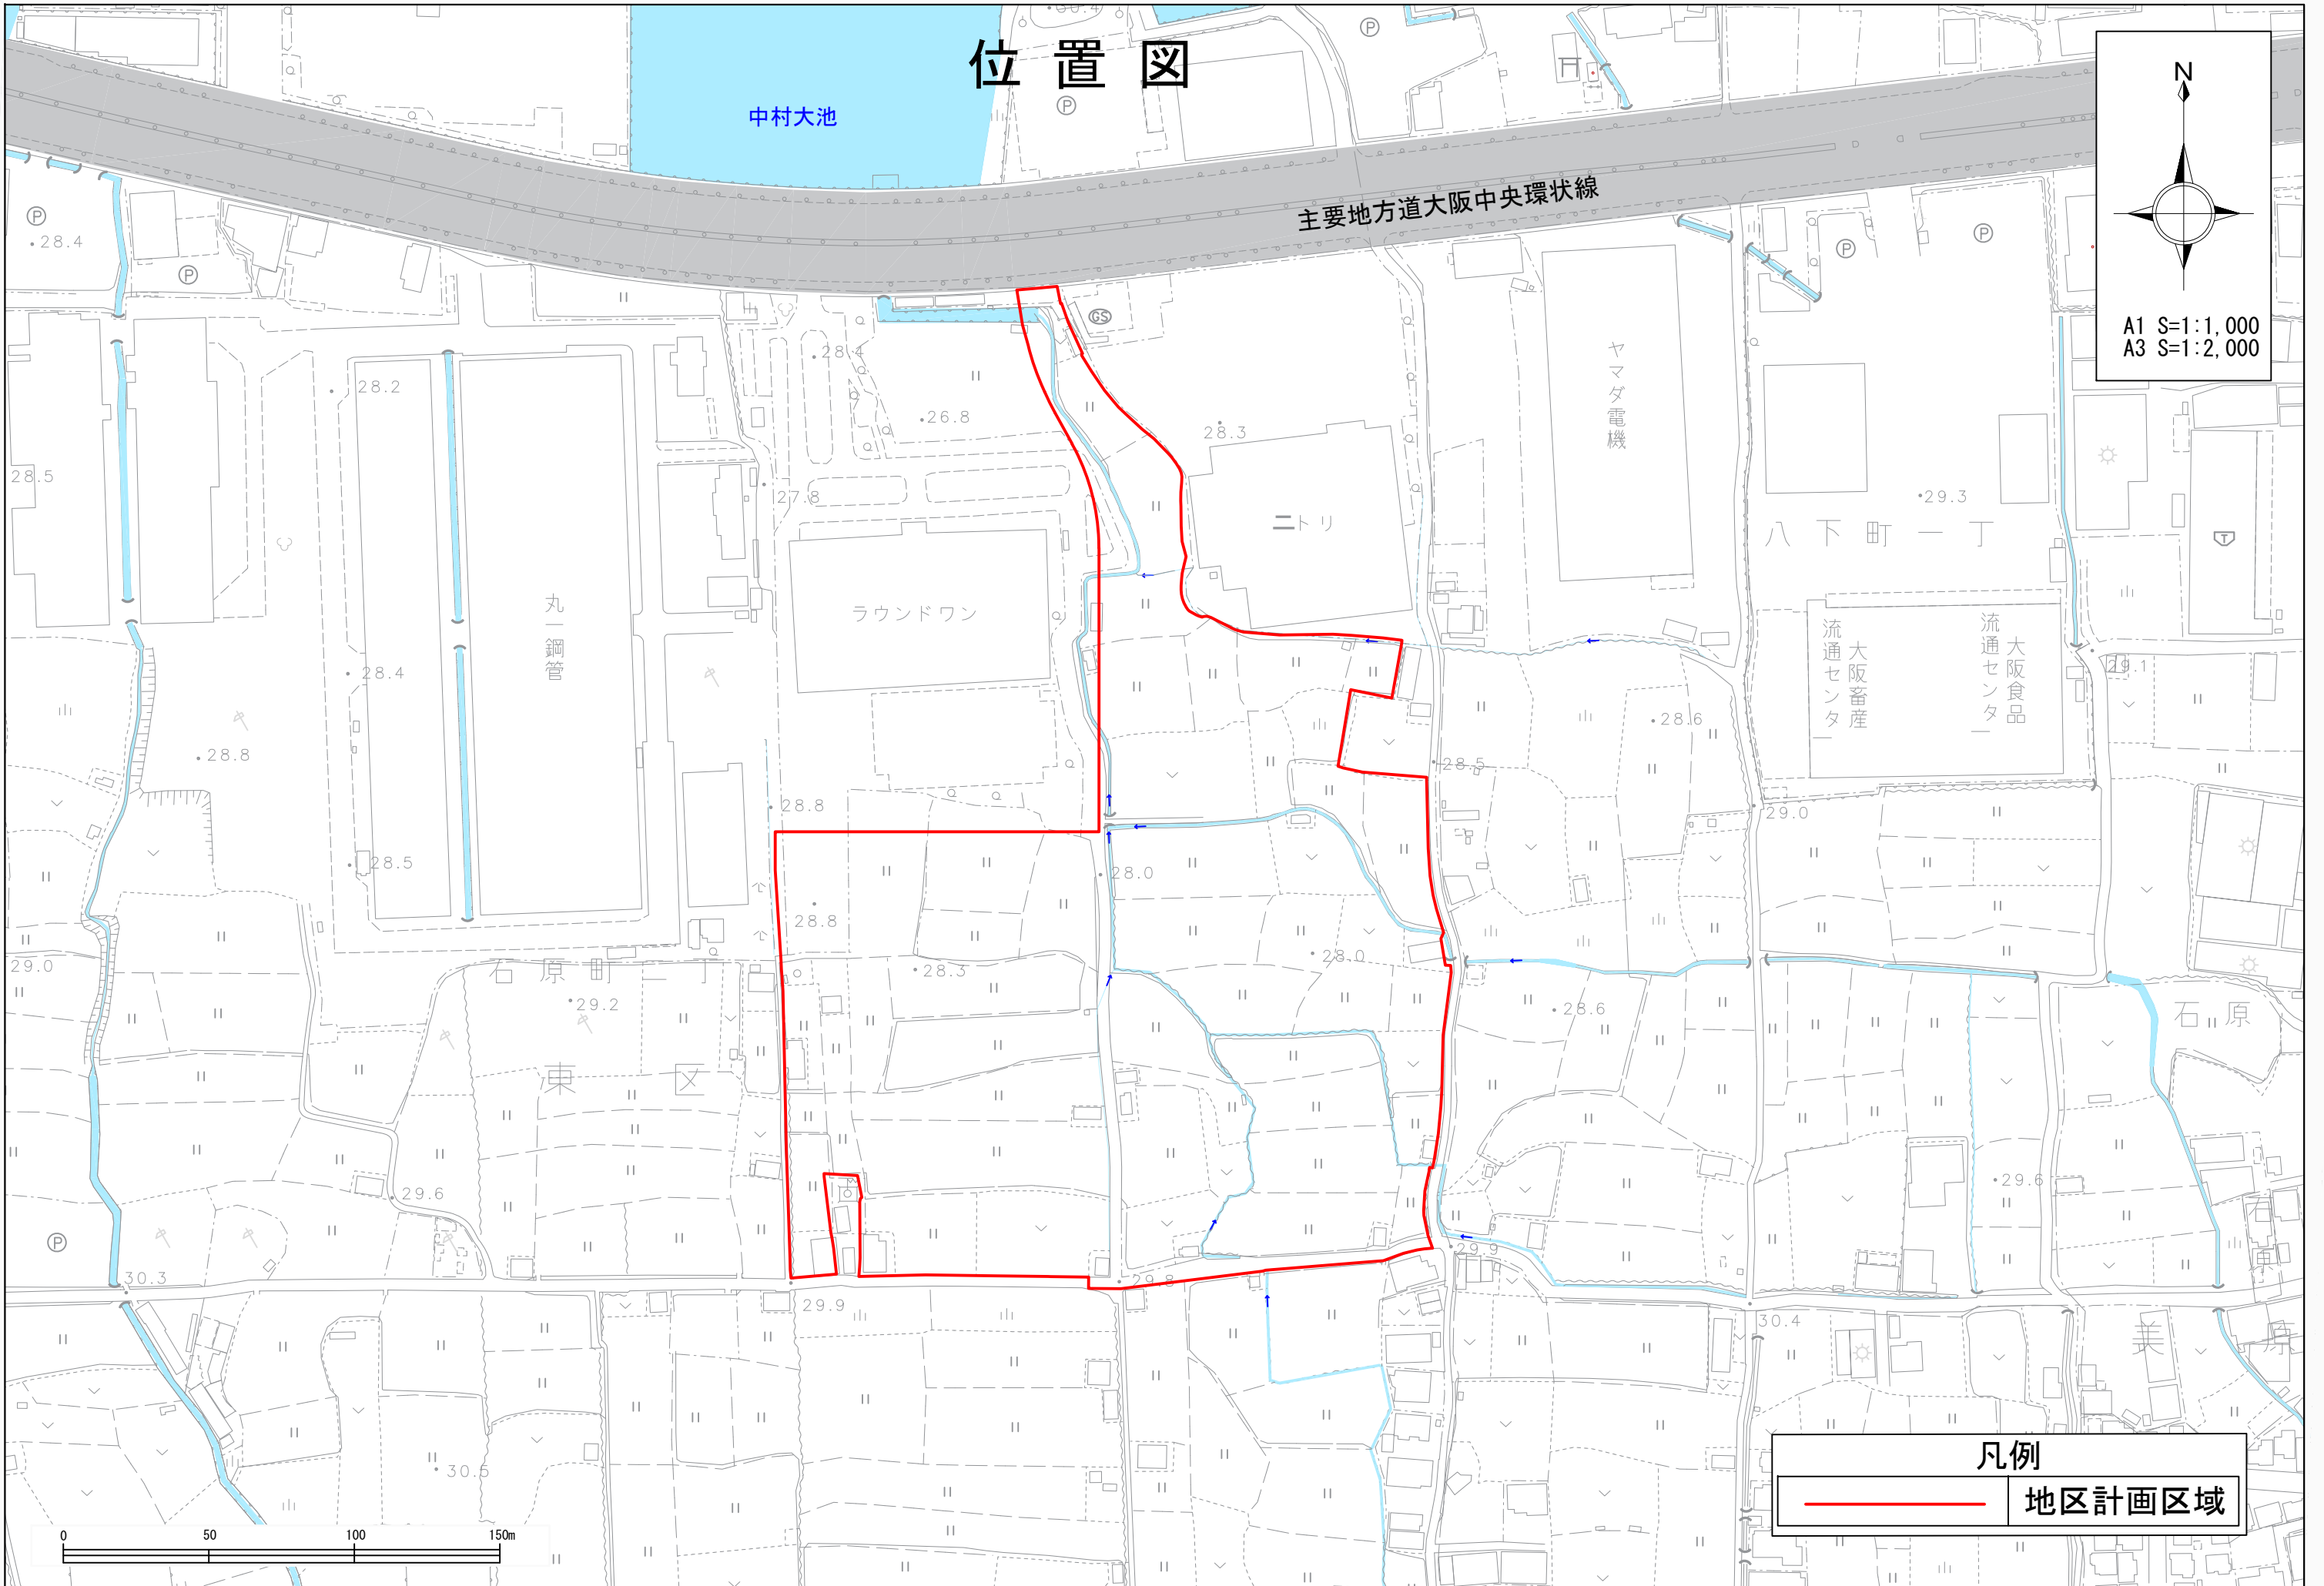 位置図
中村大池
主要地方道大阪中央環状線
N
A1 S=1:1,000
A3 S=1:2,000
30.4
P
P
P
28.4
P
P
P
GS
28.4
28.2
26.8
28.3
ヤマダ電機
28.5
27.8
29.3
ニトリ
八下町一丁
T
丸一鋼管
ラウンドワン
大阪畜産
流通センター
大阪食品
流通センター
29.1
28.4
28.6
28.8
28.5
28.8
29.0
28.5
28.0
28.8
28.0
29.0
石原町二丁
28.3
29.2
28.6
石原
東区
29.6
29.6
P
29.9
30.3
29.8
29.9
30.4
美原
30.5
凡例
地区計画区域
0 50 100 150m